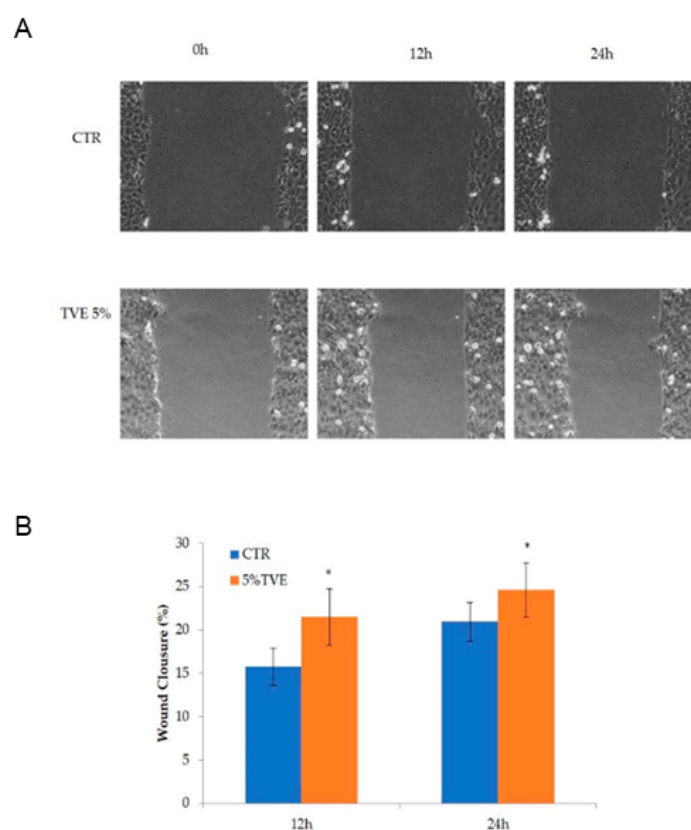 A
0h 12h 24h
CTR
TVE 5%
B
30
CTR
*
*
5%TVE
25
20
15
10
5
0
Wound Clousure (%)
12h 24h